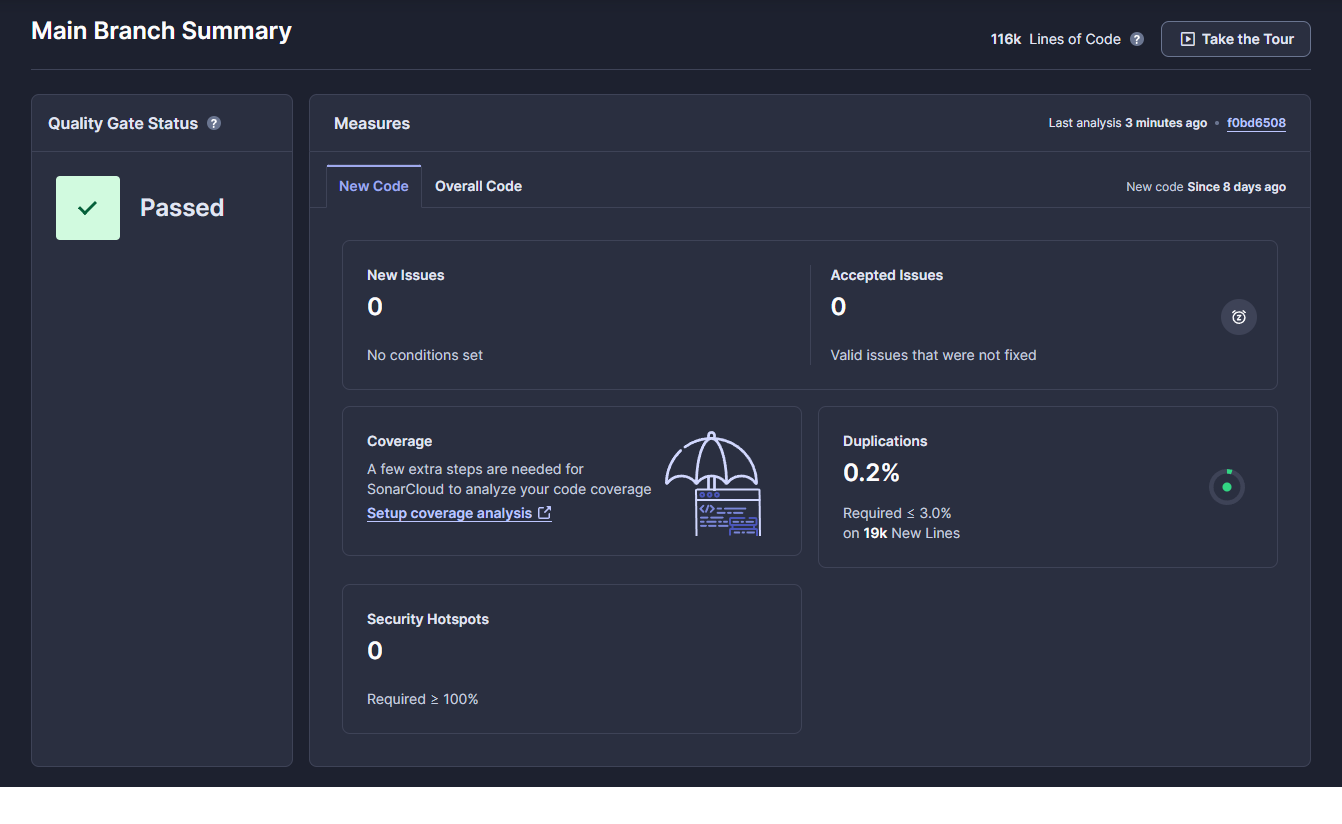 Main Branch Summary
116k Lines of Code ?
Take the Tour
Quality Gate Status ?
Passed
Measures
Last analysis 3 minutes ago • f0bd6508
New Code
Overall Code
New code Since 8 days ago
New Issues
0
No conditions set
Accepted Issues
0
Valid issues that were not fixed
Coverage
A few extra steps are needed for
SonarCloud to analyze your code coverage
Setup coverage analysis
Duplications
0.2%
Required ≤ 3.0%
on 19k New Lines
Security Hotspots
0
Required ≥ 100%